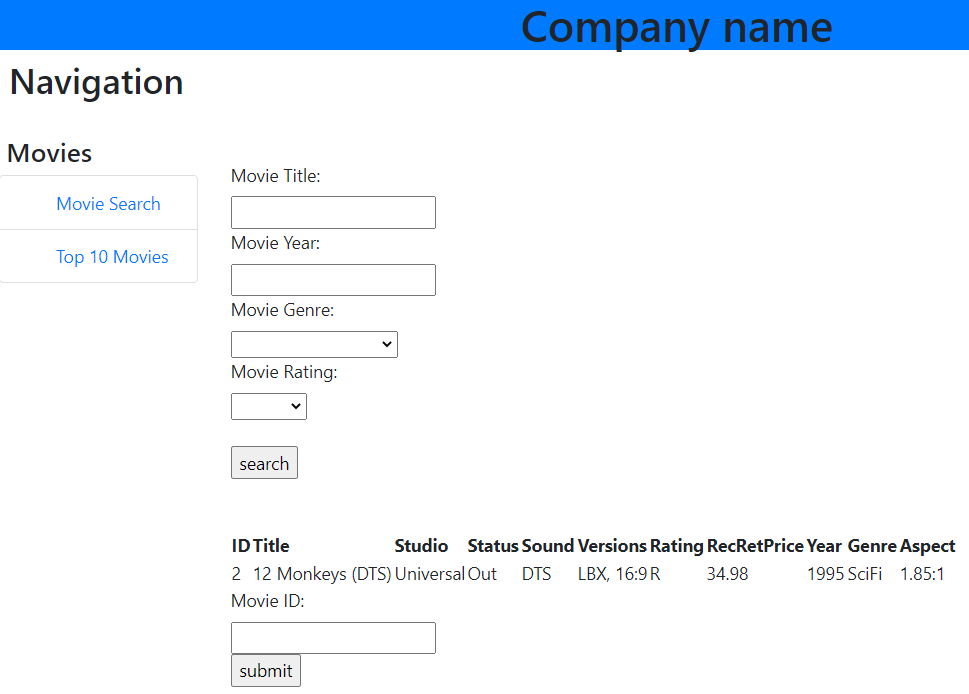 Company name
Navigation
Movies
Movie Search
Top 10 Movies
Movie Title:
Movie Year:
Movie Genre:
Movie Rating:
search
ID Title Studio Status Sound Versions Rating RecRetPrice Year Genre Aspect
2 12 Monkeys (DTS) Universal Out DTS LBX, 16:9 R 34.98 1995 SciFi 1.85:1
Movie ID:
submit